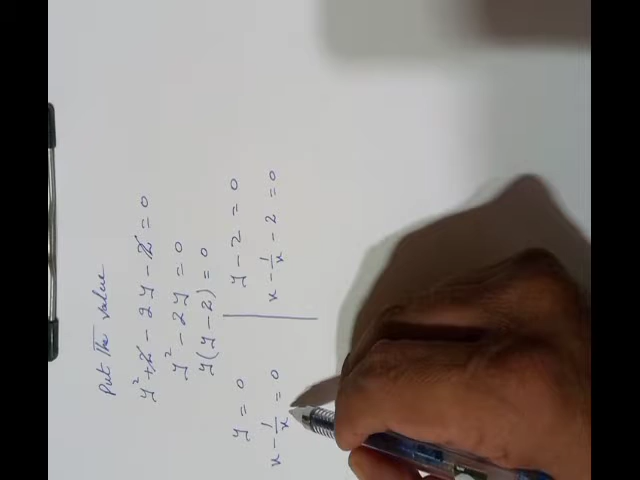 Put The value
y² + 2 - 2y - 2 = 0
y² - 2y = 0
y(y - 2) = 0
y = 0 | y - 2 = 0
x - 1/x = 0 | x - 1/x - 2 = 0